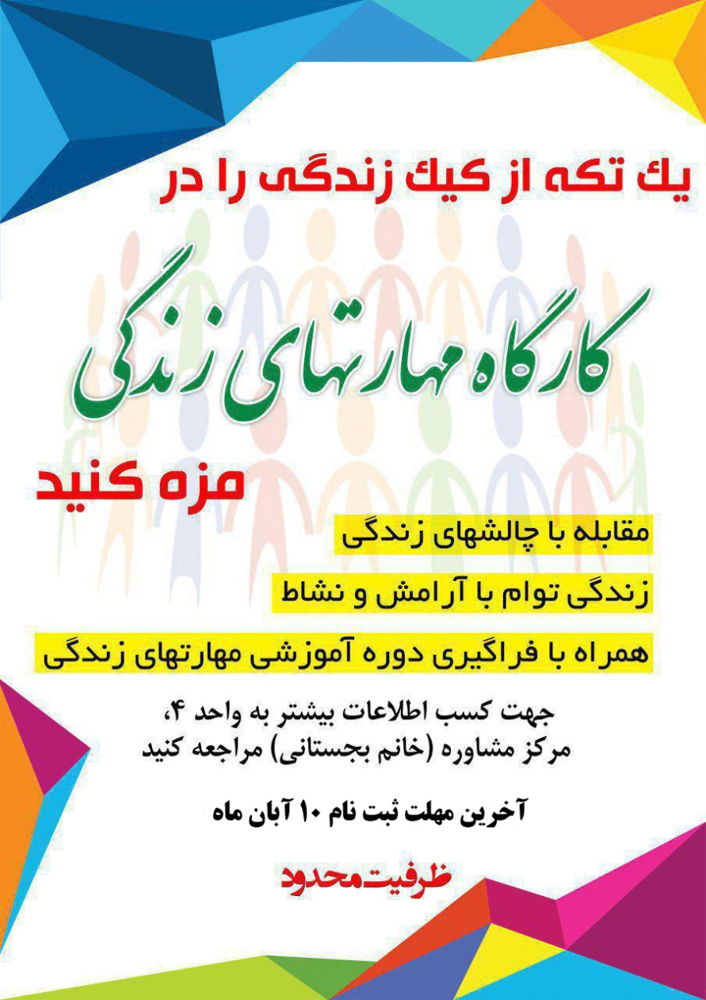 یك تکه از کیك زندگی را در
کارگاه مهارتهای زندگی
مزه کنید
مقابله با چالشهای زندگی
زندگی توام با آرامش و نشاط
همراه با فراگیری دوره آموزشی مهارتهای زندگی
جهت کسب اطلاعات بیشتر به واحد ۴،
مرکز مشاوره (خانم بجستانی) مراجعه کنید
آخرین مهلت ثبت نام ۱۰ آبان ماه
ظرفیت محدود